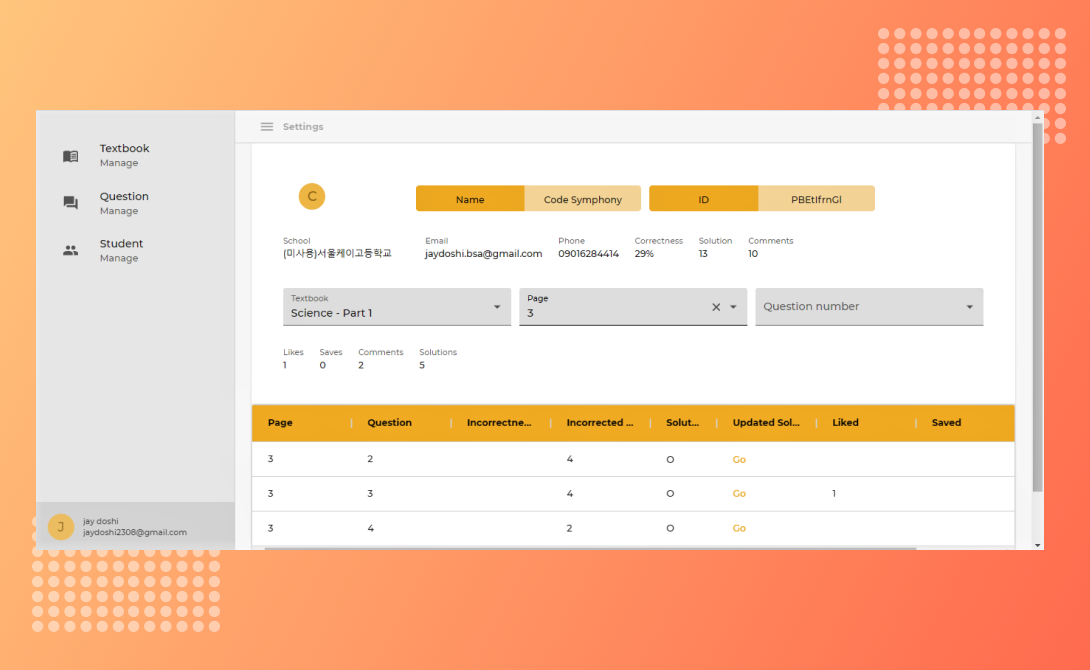 Settings
Textbook
Manage
Question
Manage
Student
Manage
J
jay doshi
jaydoshi2308@gmail.com
C
Name Code Symphony ID
School Email Phone Correctness Solution Comments
(미사용)서울케이고등학교 jaydoshi.bsa@gmail.com 09016284414 29% 13 10
Textbook
Science - Part 1
Page
3
Question number
Likes Saves Comments Solutions
1 0 2 5
Page Question Incorrectne... Incorrected ... Solut... Updated Sol... Liked Saved
3 2 4 O Go
3 3 4 O Go 1
3 4 2 O Go